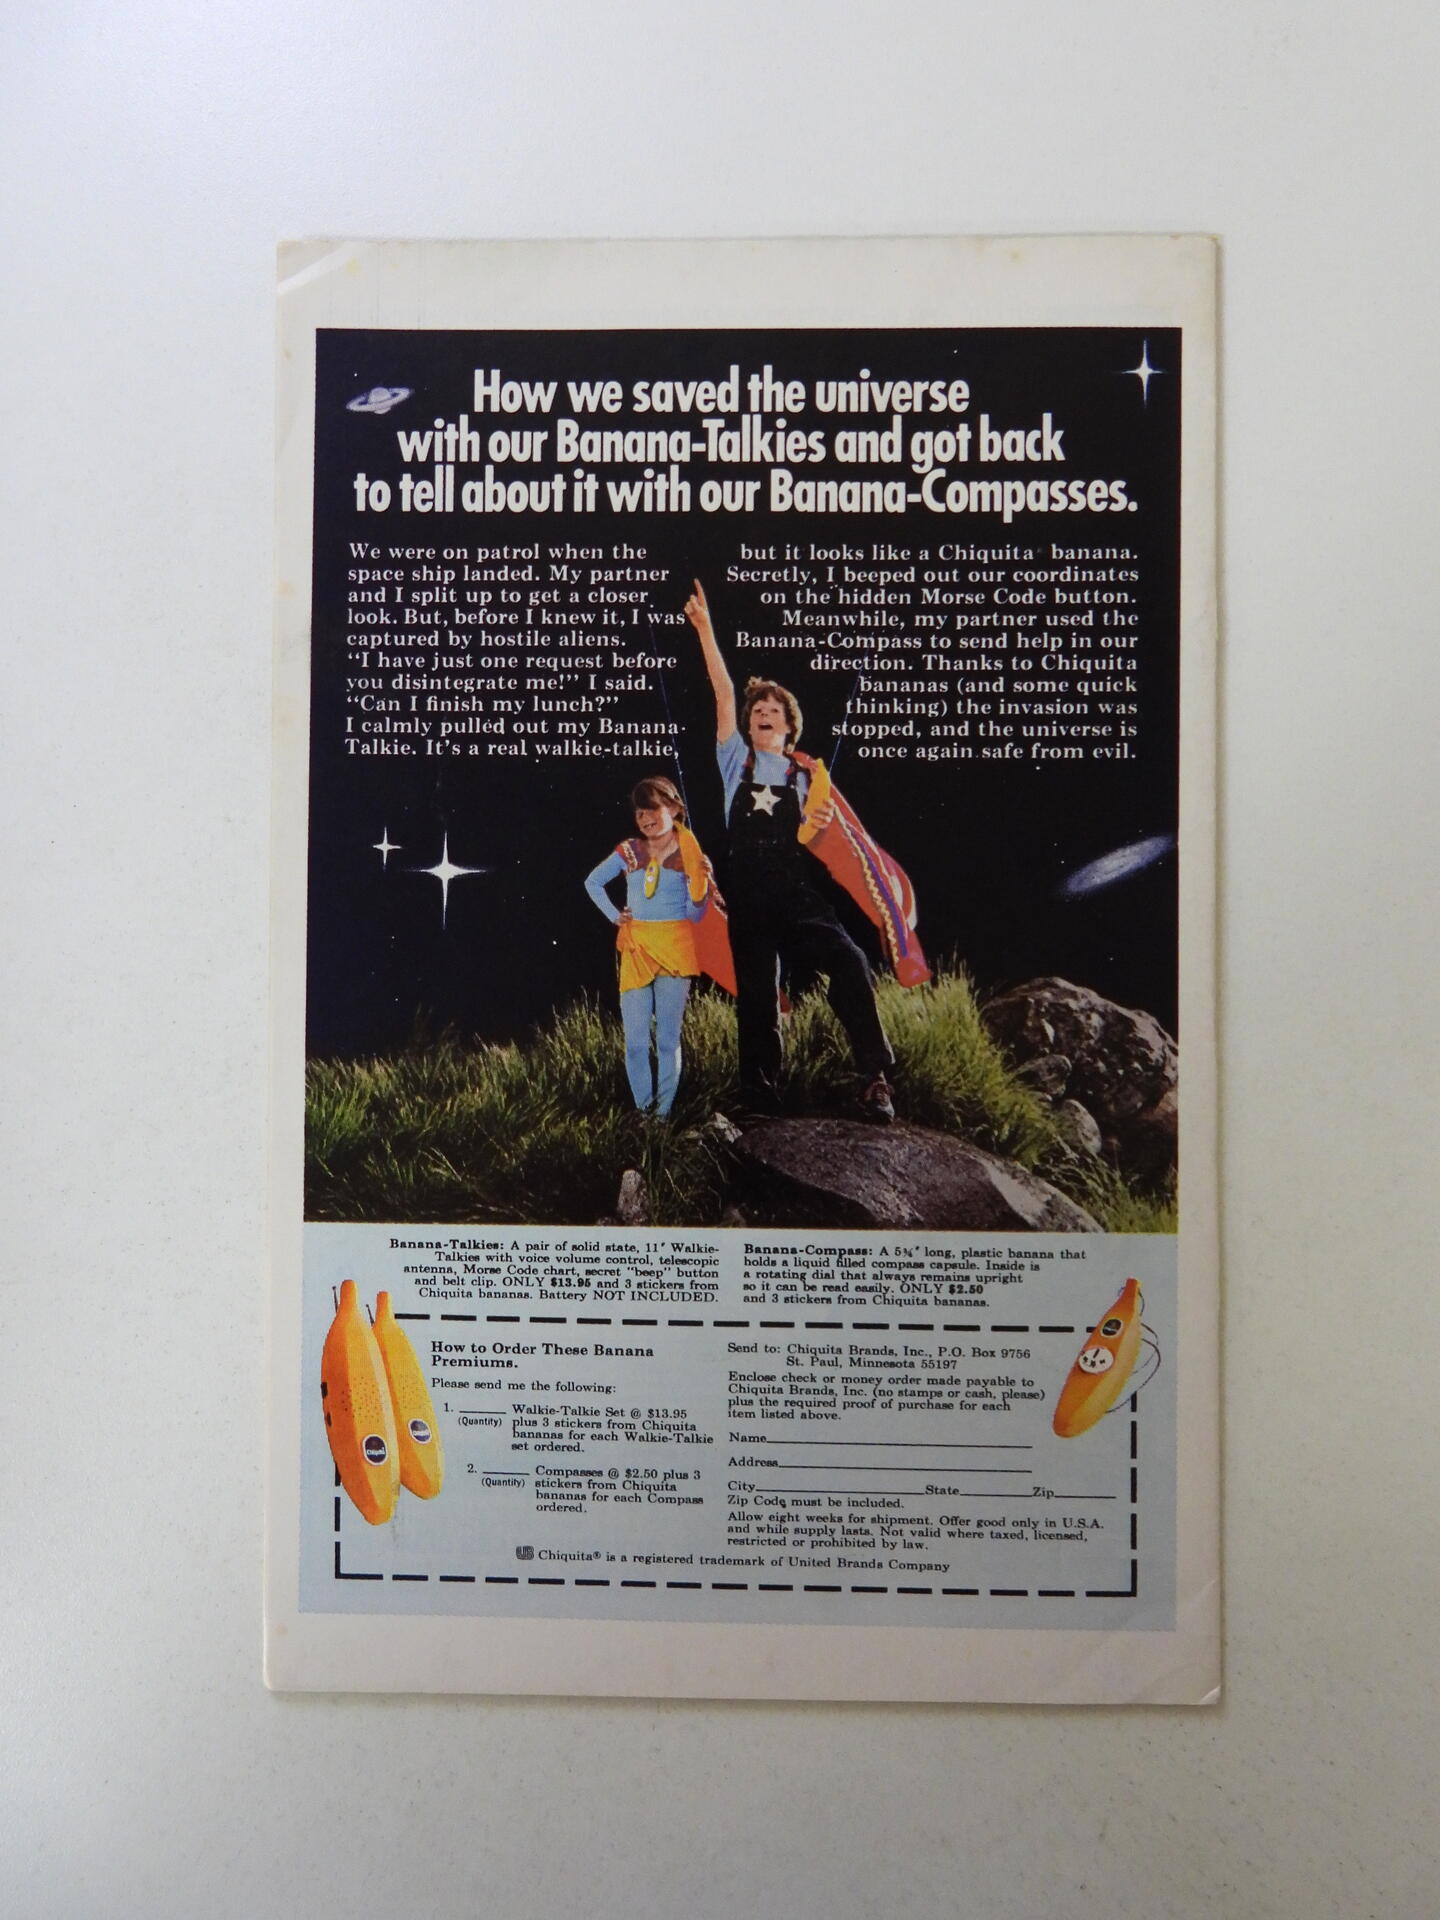 How we saved the universe
with our Banana-Talkies and got back
to tell about it with our Banana-Compasses.
We were on patrol when the
space ship landed. My partner
and I split up to get a closer
look. But, before I knew it, I was
captured by hostile aliens.
“I have just one request before
you disintegrate me!” I said.
“Can I finish my lunch?”
I calmly pulled out my Banana-
Talkie. It’s a real walkie-talkie,
but it looks like a Chiquita banana.
Secretly, I beeped out our coordinates
on the hidden Morse Code button.
Meanwhile, my partner used the
Banana-Compass to send help in our
direction. Thanks to Chiquita
bananas (and some quick
thinking) the invasion was
stopped, and the universe is
once again safe from evil.
Banana-Talkies: A pair of solid state, 11" Walkie-
Talkies with voice volume control, telescopic
antenna, Morse Code chart, secret "beep" button
and belt clip. ONLY $13.95 and 3 stickers from
Chiquita bananas. Battery NOT INCLUDED.
Banana-Compass: A 5¾" long, plastic banana that
holds a liquid filled compass capsule. Inside is
a rotating dial that always remains upright
so it can be read easily. ONLY $2.50
and 3 stickers from Chiquita bananas.
How to Order These Banana
Premiums.
Please send me the following:
1. ______ Walkie-Talkie Set @ $13.95
(Quantity) plus 3 stickers from Chiquita
bananas for each Walkie-Talkie
set ordered.
2. ______ Compasses @ $2.50 plus 3
(Quantity) stickers from Chiquita
bananas for each Compass
ordered.
Send to: Chiquita Brands, Inc., P.O. Box 9756
St. Paul, Minnesota 55197
Enclose check or money order made payable to
Chiquita Brands, Inc. (no stamps or cash, please)
plus the required proof of purchase for each
item listed above.
Name
Address
City State Zip
Zip Code must be included.
Allow eight weeks for shipment. Offer good only in U.S.A.
and while supply lasts. Not valid where taxed, licensed,
restricted or prohibited by law.
Chiquita® is a registered trademark of United Brands Company